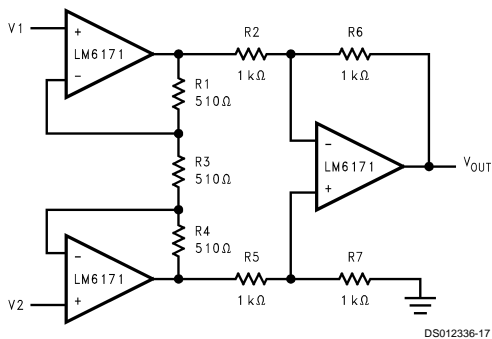 V1
+
LM6171
−
R2
1 kΩ
R6
1 kΩ
R1
510Ω
R3
510Ω
R4
510Ω
−
LM6171
+
VOUT
−
LM6171
+
V2
R5
1 kΩ
R7
1 kΩ
DS012336-17